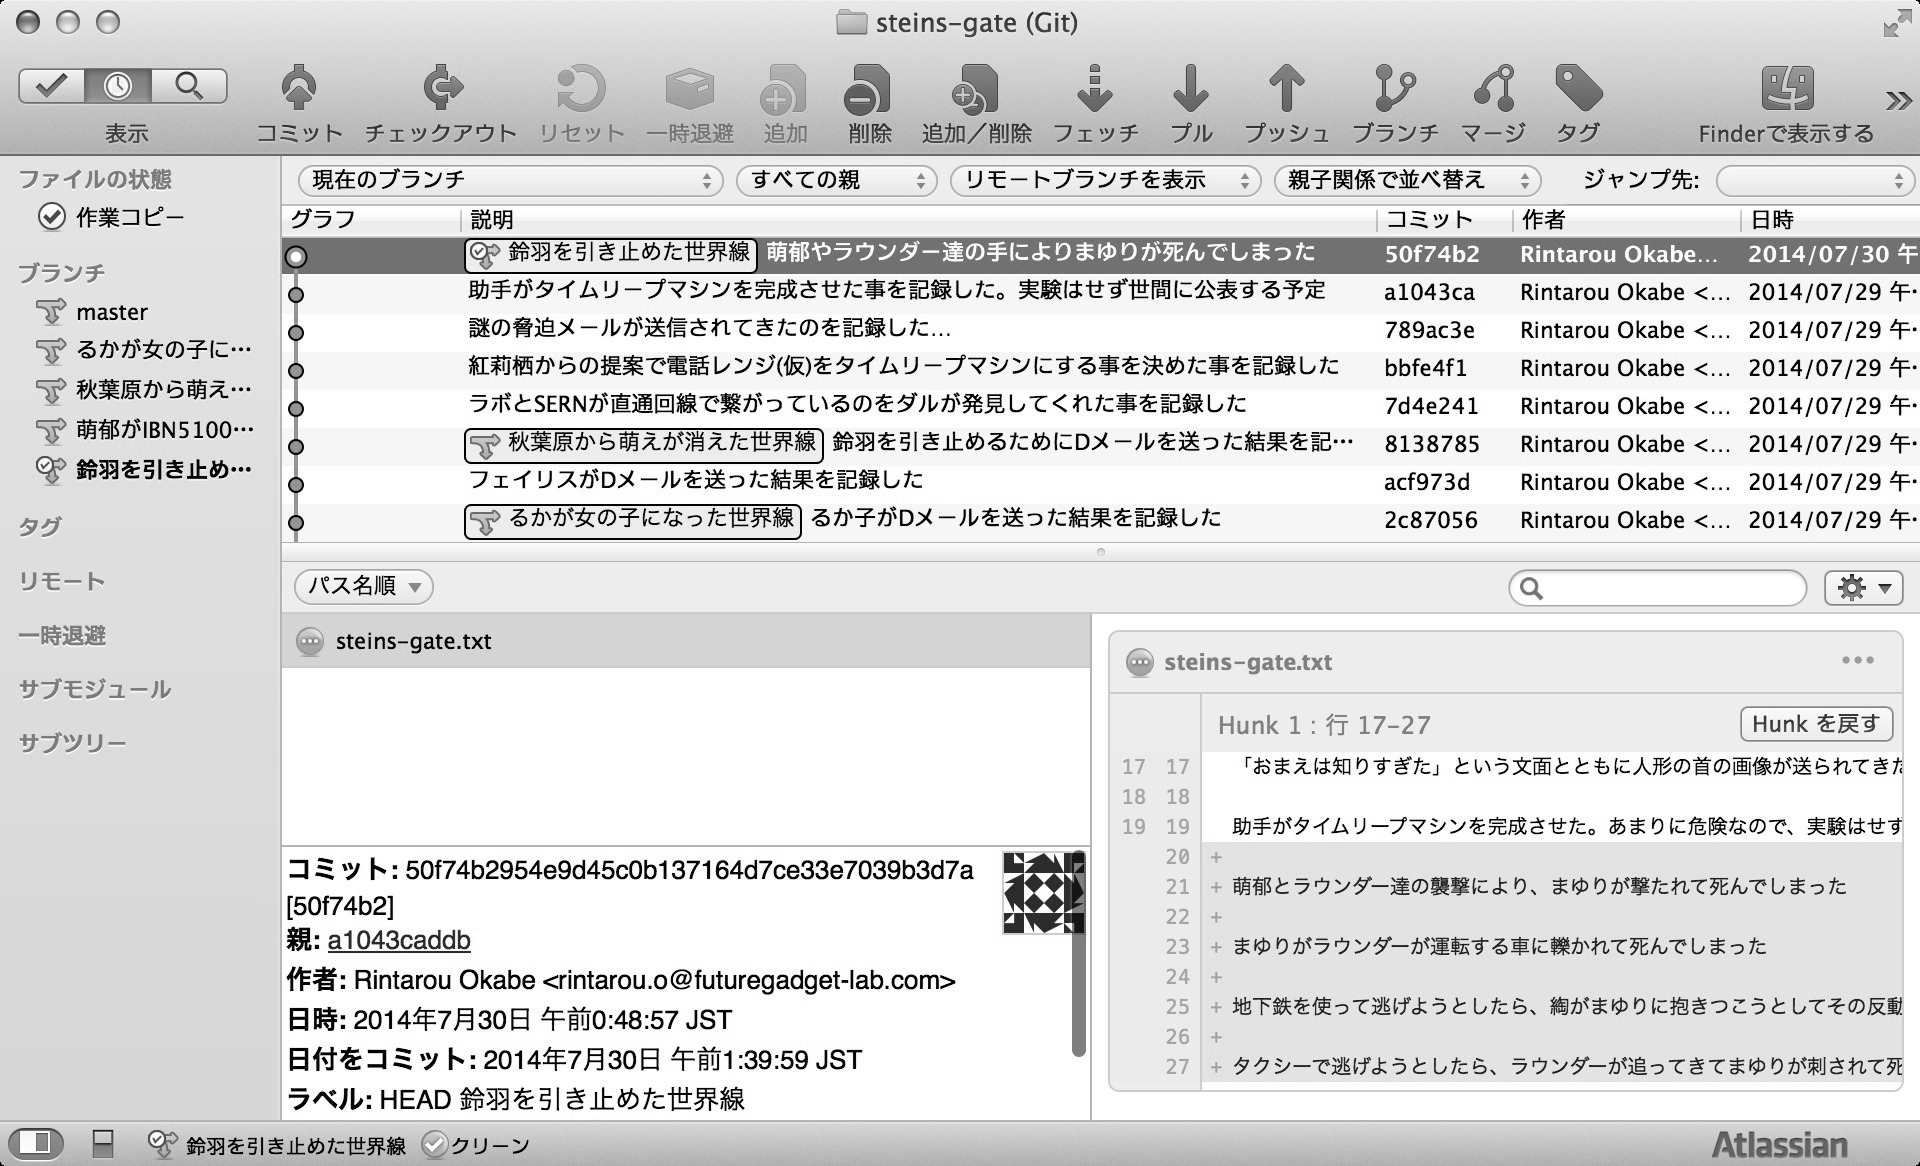 steins-gate (Git)
表示
コミット
チェックアウト
リセット
一時退避
追加
削除
追加／削除
フェッチ
プル
プッシュ
ブランチ
マージ
タグ
Finderで表示する
ファイルの状態
作業コピー
ブランチ
master
るかが女の子に…
秋葉原から萌え…
萌郁がIBN5100…
鈴羽を引き止め…
タグ
リモート
一時退避
サブモジュール
サブツリー
現在のブランチ
すべての親
リモートブランチを表示
親子関係で並べ替え
ジャンプ先:
グラフ 説明 コミット 作者 日時
鈴羽を引き止めた世界線 萌郁やラウンダー達の手によりまゆりが死んでしまった 50f74b2 Rintarou Okabe… 2014/07/30 午
助手がタイムリープマシンを完成させた事を記録した。実験はせず世間に公表する予定 a1043ca Rintarou Okabe <… 2014/07/29 午…
謎の脅迫メールが送信されてきたのを記録した… 789ac3e Rintarou Okabe <… 2014/07/29 午…
紅莉栖からの提案で電話レンジ(仮)をタイムリープマシンにする事を決めた事を記録した bbfe4f1 Rintarou Okabe <… 2014/07/29 午…
ラボとSERNが直通回線で繋がっているのをダルが発見してくれた事を記録した 7d4e241 Rintarou Okabe <… 2014/07/29 午…
秋葉原から萌えが消えた世界線 鈴羽を引き止めるためにDメールを送った結果を記… 8138785 Rintarou Okabe <… 2014/07/29 午…
フェイリスがDメールを送った結果を記録した acf973d Rintarou Okabe <… 2014/07/29 午…
るかが女の子になった世界線 るか子がDメールを送った結果を記録した 2c87056 Rintarou Okabe <… 2014/07/29 午…
パス名順
steins-gate.txt
コミット: 50f74b2954e9d45c0b137164d7ce33e7039b3d7a
[50f74b2]
親: a1043caddb
作者: Rintarou Okabe <rintarou.o@futuregadget-lab.com>
日時: 2014年7月30日 午前0:48:57 JST
日付をコミット: 2014年7月30日 午前1:39:59 JST
ラベル: HEAD 鈴羽を引き止めた世界線
steins-gate.txt
Hunk 1 : 行 17-27
Hunk を戻す
17 17 「おまえは知りすぎた」という文面とともに人形の首の画像が送られてきた
18 18
19 19 助手がタイムリープマシンを完成させた。あまりに危険なので、実験はせず
20 +
21 + 萌郁とラウンダー達の襲撃により、まゆりが撃たれて死んでしまった
22 +
23 + まゆりがラウンダーが運転する車に轢かれて死んでしまった
24 +
25 + 地下鉄を使って逃げようとしたら、綯がまゆりに抱きつこうとしてその反動
26 +
27 + タクシーで逃げようとしたら、ラウンダーが追ってきてまゆりが刺されて死
鈴羽を引き止めた世界線 クリーン
Atlassian